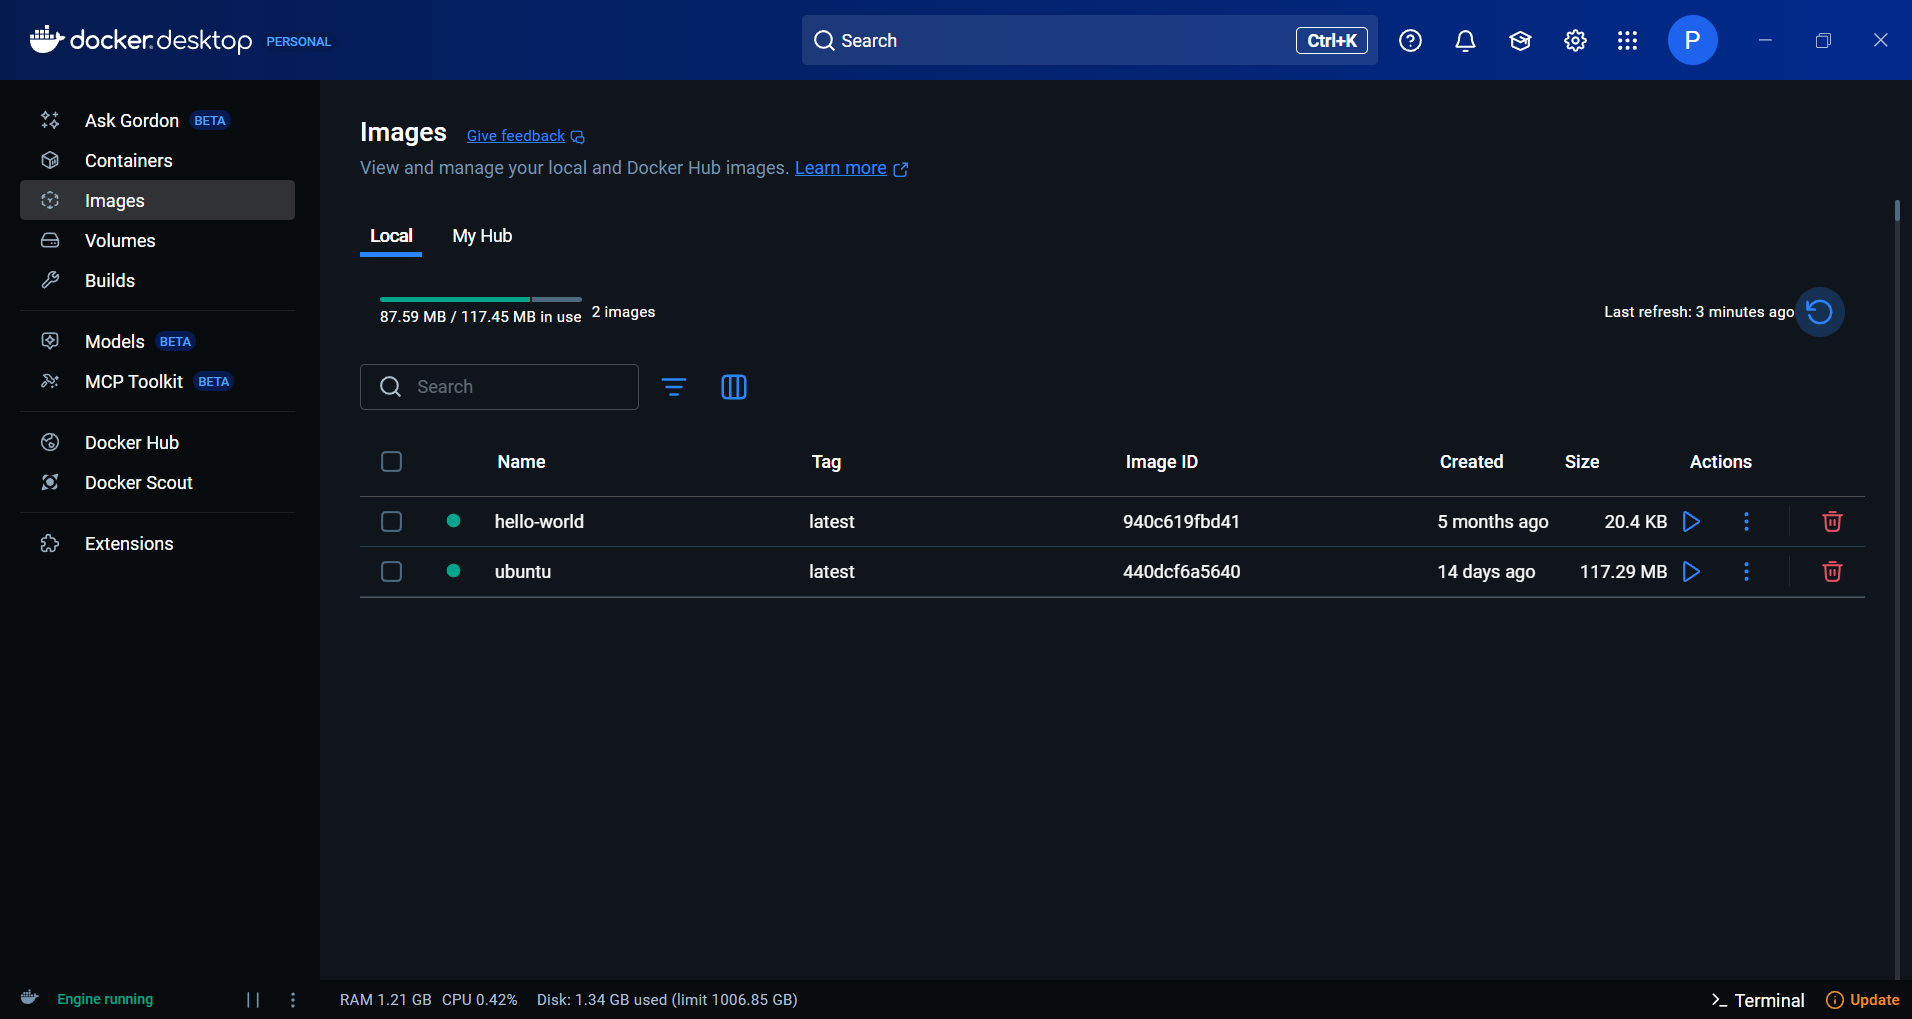 docker.desktop PERSONAL
Search Ctrl+K
P
Ask Gordon BETA
Containers
Images
Volumes
Builds
Models BETA
MCP Toolkit BETA
Docker Hub
Docker Scout
Extensions
Images Give feedback
View and manage your local and Docker Hub images. Learn more
Local My Hub
87.59 MB / 117.45 MB in use 2 images
Last refresh: 3 minutes ago
Search
Name Tag Image ID Created Size Actions
hello-world latest 940c619fbd41 5 months ago 20.4 KB
ubuntu latest 440dcf6a5640 14 days ago 117.29 MB
Engine running RAM 1.21 GB CPU 0.42% Disk: 1.34 GB used (limit 1006.85 GB) Terminal Update